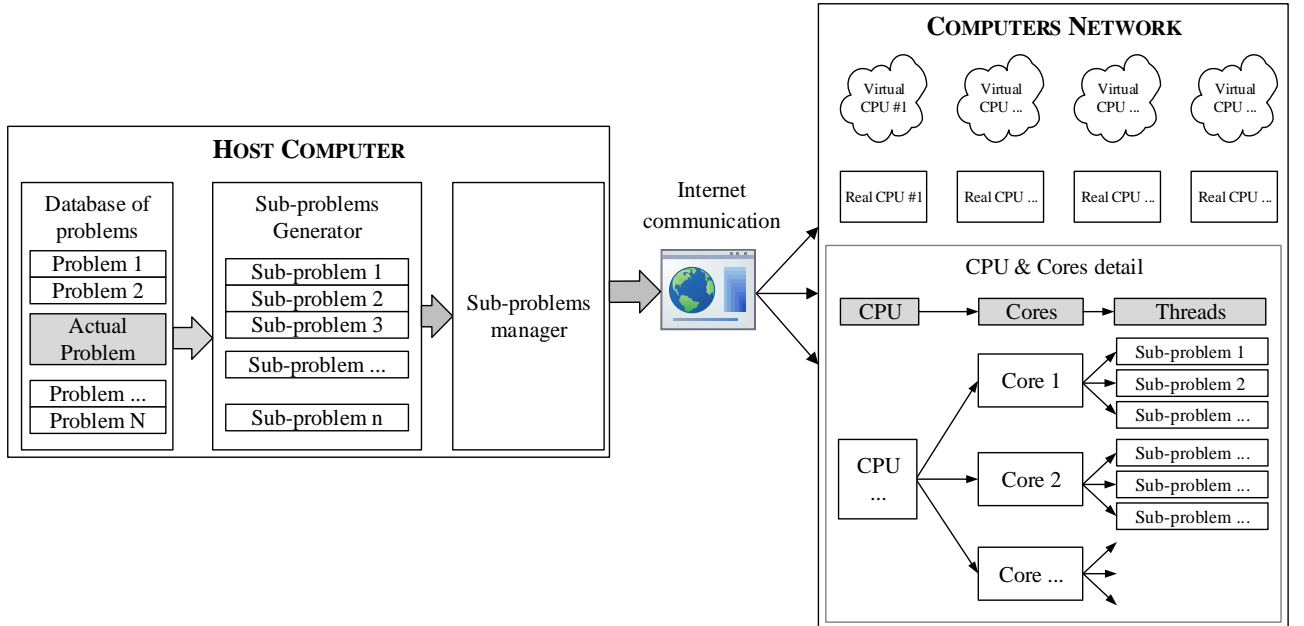 HOST COMPUTER
Database of
problems
Problem 1
Problem 2
Actual
Problem
Problem ...
Problem N
Sub-problems
Generator
Sub-problem 1
Sub-problem 2
Sub-problem 3
Sub-problem ...
Sub-problem n
Sub-problems
manager
Internet
communication
COMPUTERS NETWORK
Virtual
CPU #1
Virtual
CPU ...
Virtual
CPU ...
Virtual
CPU ...
Real CPU #1
Real CPU ...
Real CPU ...
Real CPU ...
CPU & Cores detail
CPU
Cores
Threads
CPU
...
Core 1
Sub-problem 1
Sub-problem 2
Sub-problem ...
Core 2
Sub-problem ...
Sub-problem ...
Sub-problem ...
Core ...